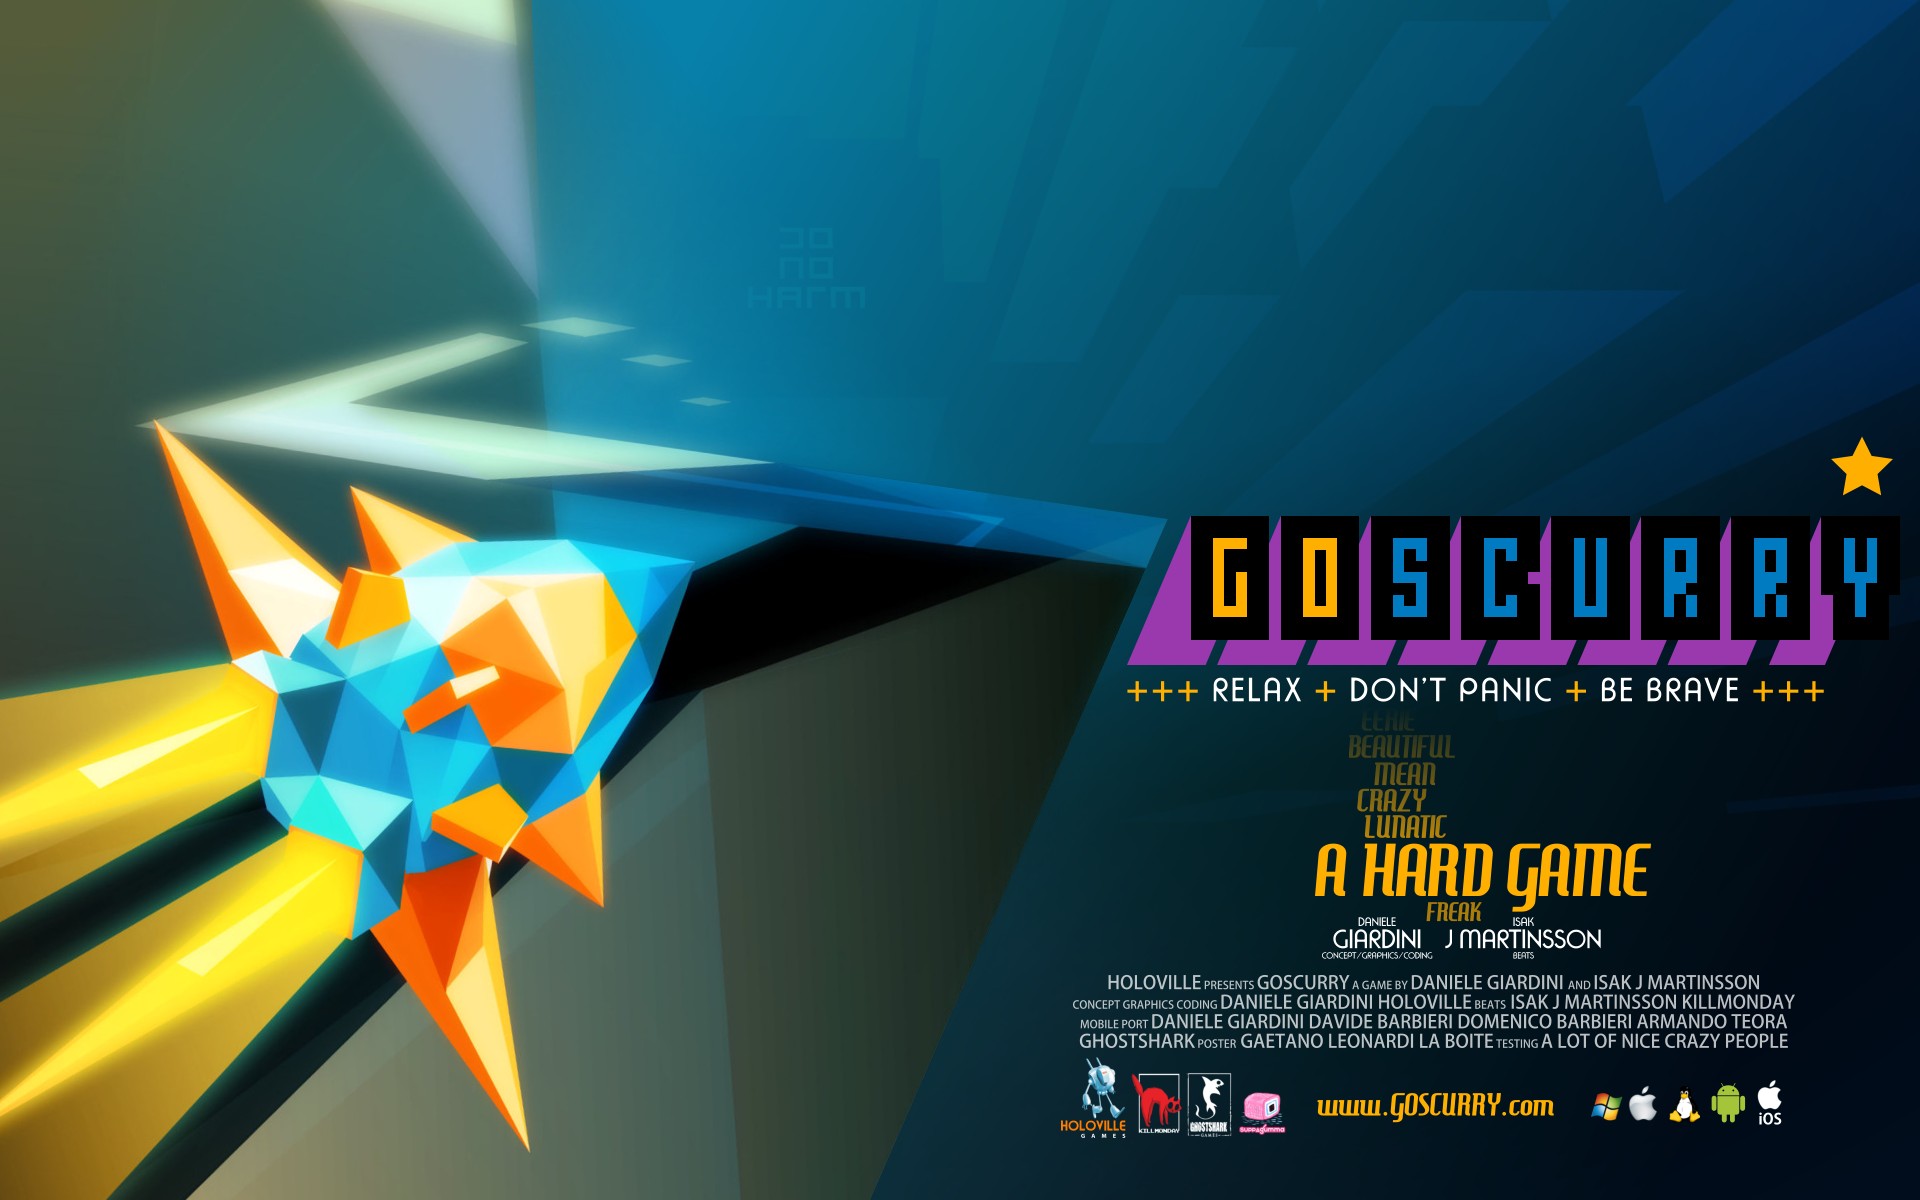 DO
NO
HARM
GOSCURRY
+++ RELAX + DON'T PANIC + BE BRAVE +++
EERIE
BEAUTIFUL
MEAN
CRAZY
LUNATIC
A HARD GAME
FREAK
DANIELE ISAK
GIARDINI J MARTINSSON
CONCEPT/GRAPHICS/CODING BEATS
HOLOVILLE PRESENTS GOSCURRY A GAME BY DANIELE GIARDINI AND ISAK J MARTINSSON
CONCEPT GRAPHICS CODING DANIELE GIARDINI HOLOVILLE BEATS ISAK J MARTINSSON KILLMONDAY
MOBILE PORT DANIELE GIARDINI DAVIDE BARBIERI DOMENICO BARBIERI ARMANDO TEORA
GHOSTSHARK POSTER GAETANO LEONARDI LA BOITE TESTING A LOT OF NICE CRAZY PEOPLE
HOLOVILLE
GAMES
KILLMONDAY
GHOSTSHARK
GAMES
SUPPAGUMMA
www.GOSCURRY.com
iOS